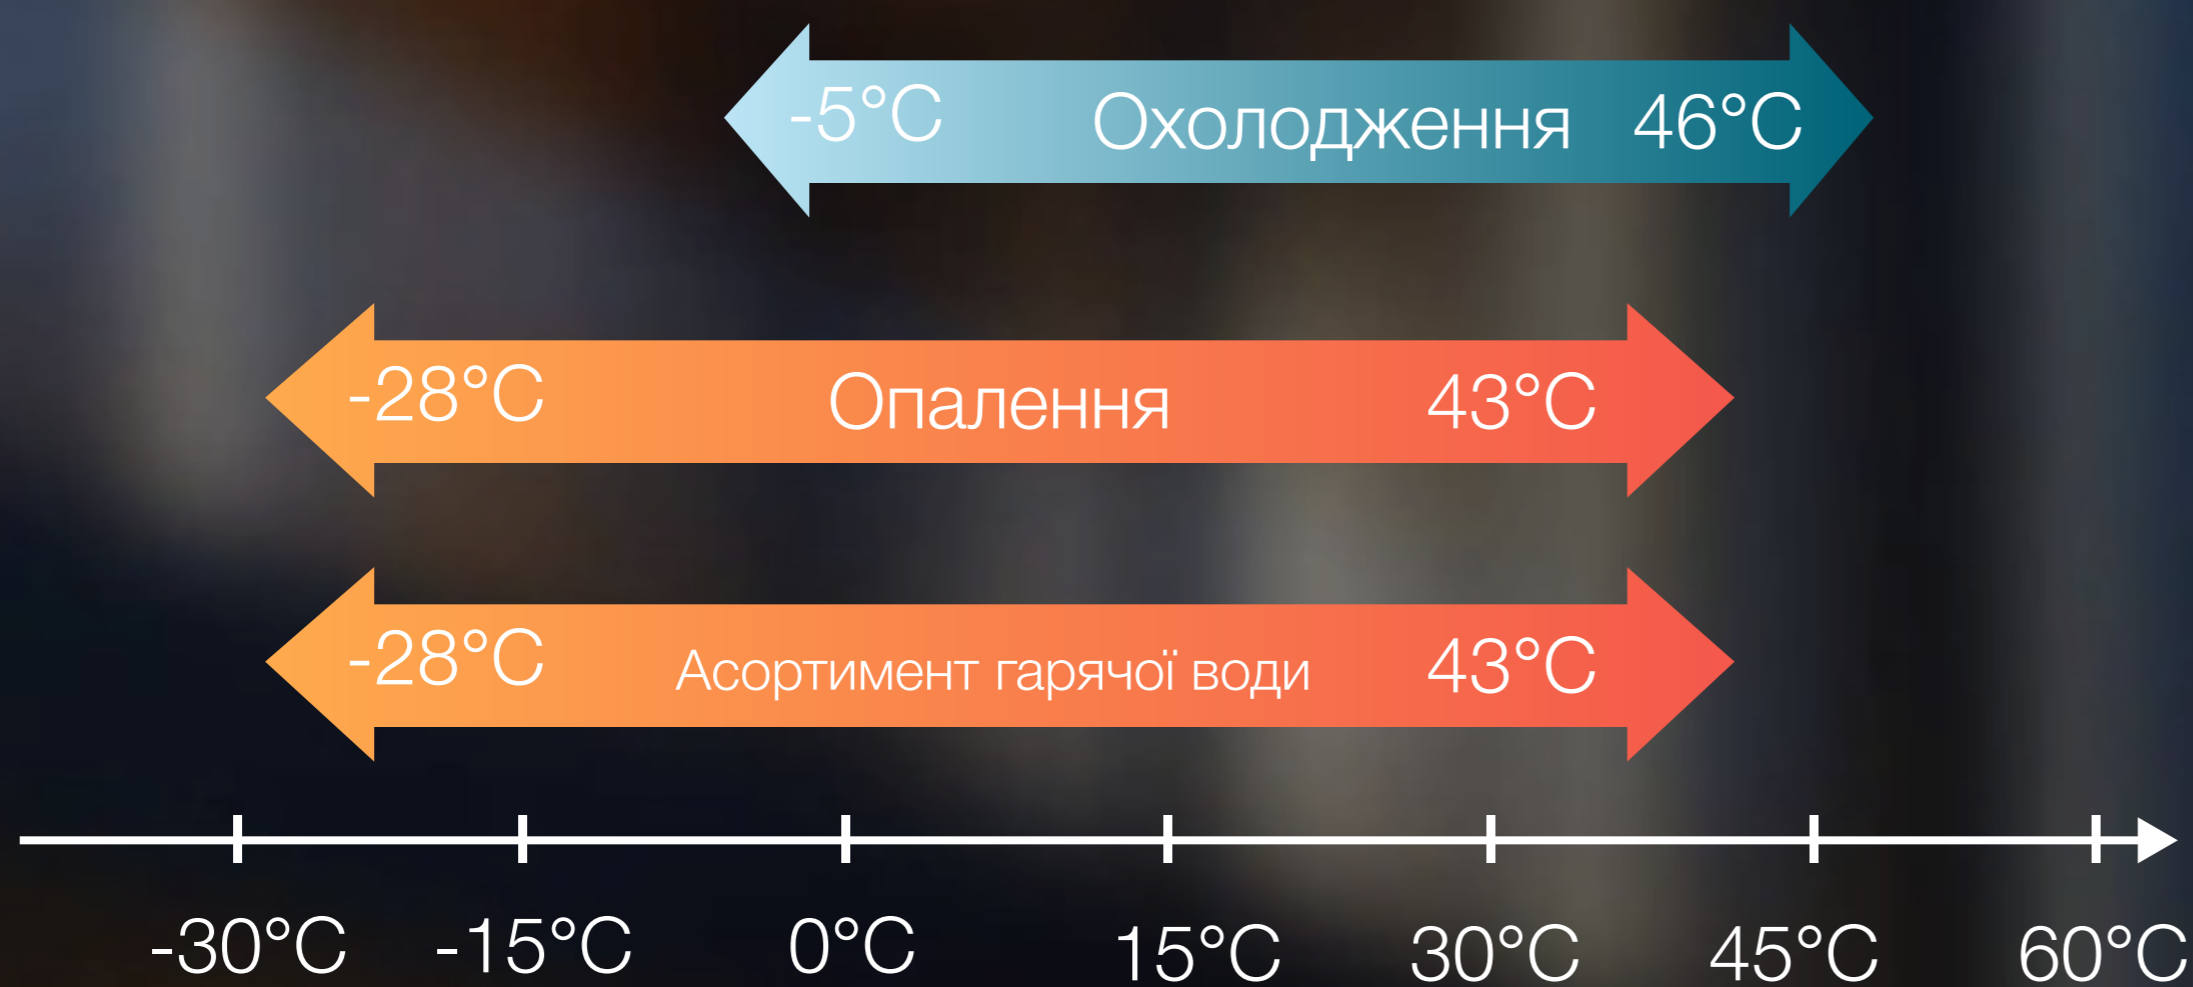 -5°C Охолодження 46°C
-28°C Опалення 43°C
-28°C Асортимент гарячої води 43°C
-30°C -15°C 0°C 15°C 30°C 45°C 60°C